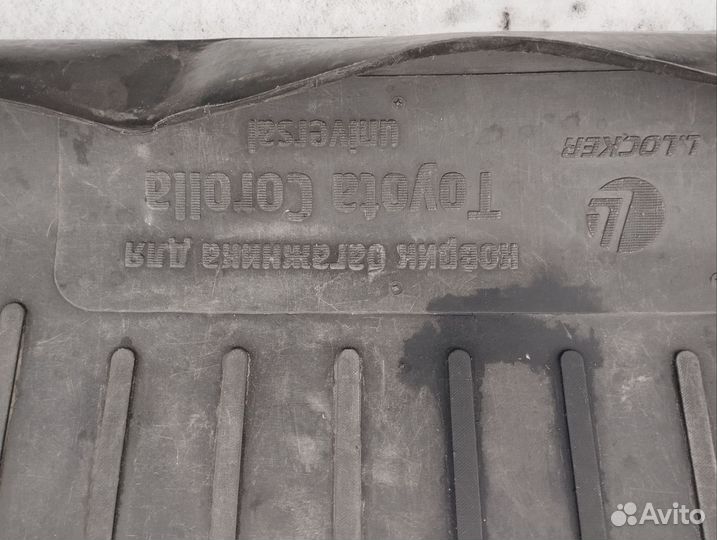 коврик багажника для
Toyota Corolla
universal
L.LOCKER
Avito